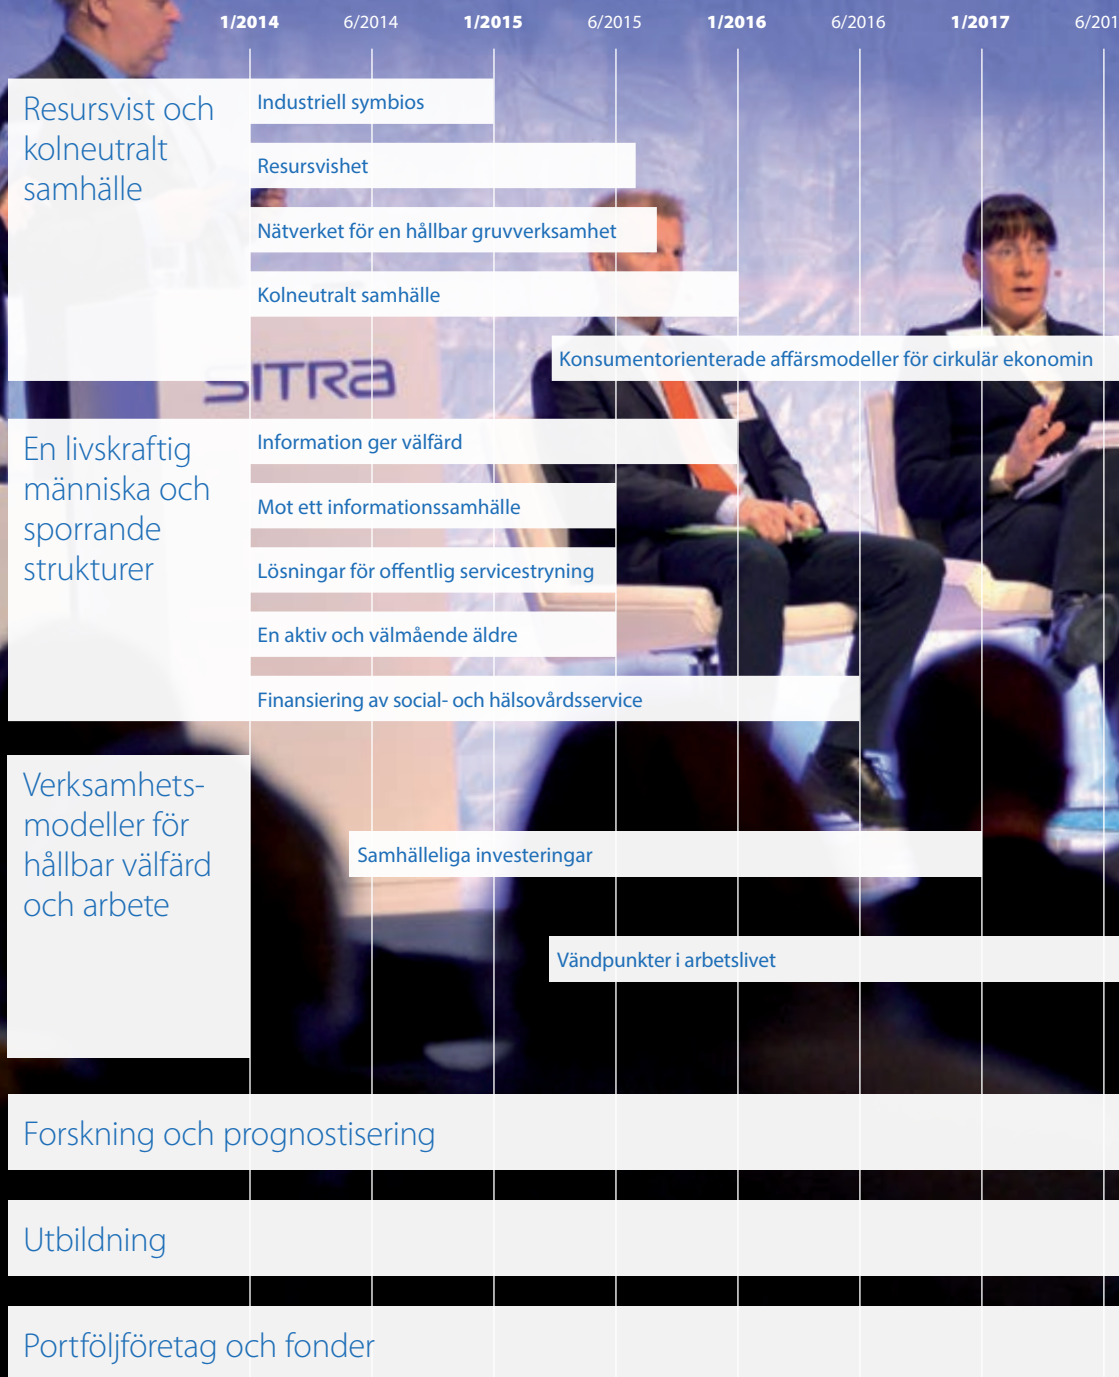 1/2014 6/2014 1/2015 6/2015 1/2016 6/2016 1/2017 6/201
Resursvist och
kolneutralt
samhälle
Industriell symbios
Resursvishet
Nätverket för en hållbar gruvverksamhet
Kolneutralt samhälle
Konsumentorienterade affärsmodeller för cirkulär ekonomin
SITRA
En livskraftig
människa och
sporrande
strukturer
Information ger välfärd
Mot ett informationssamhälle
Lösningar för offentlig servicestryning
En aktiv och välmående äldre
Finansiering av social- och hälsovårdsservice
Verksamhets-
modeller för
hållbar välfärd
och arbete
Samhälleliga investeringar
Vändpunkter i arbetslivet
Forskning och prognostisering
Utbildning
Portföljföretag och fonder